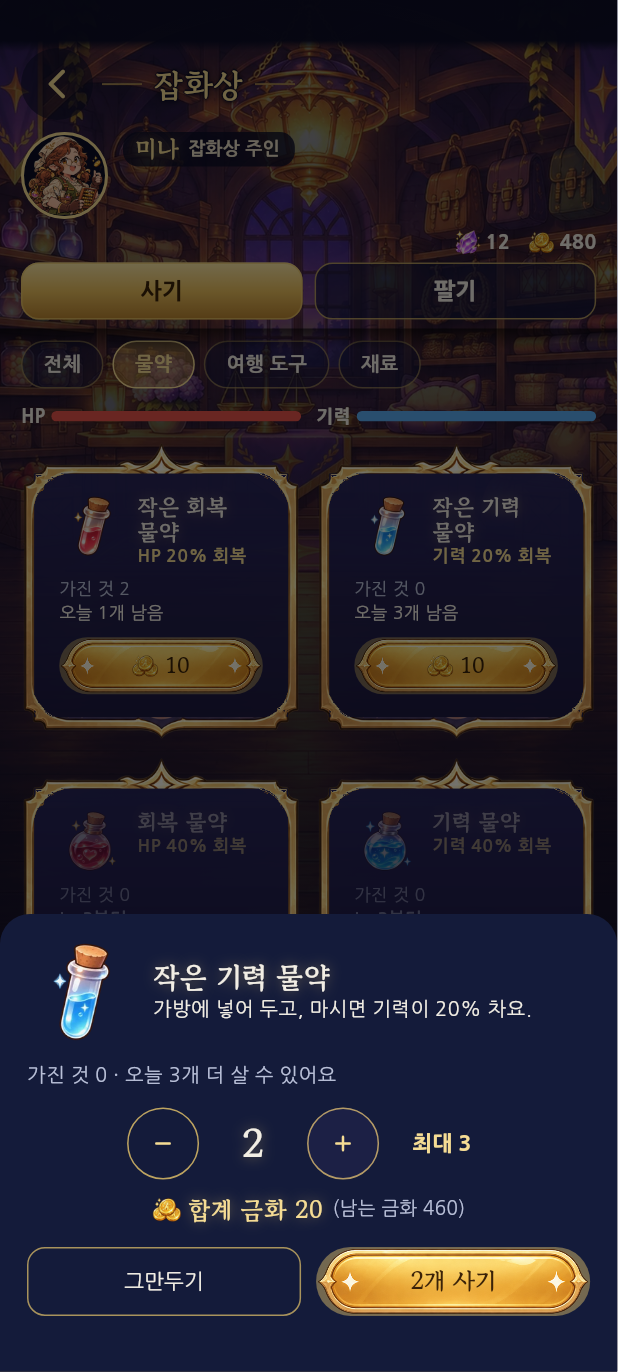 잡화상
미나 잡화상 주인
12 480
사기 팔기
전체 물약 여행 도구 재료
HP 기력
작은 회복
물약
HP 20% 회복
가진 것 2
오늘 1개 남음
10
작은 기력
물약
기력 20% 회복
가진 것 0
오늘 3개 남음
10
회복 물약
HP 40% 회복
가진 것 0
기력 물약
기력 40% 회복
가진 것 0
작은 기력 물약
가방에 넣어 두고, 마시면 기력이 20% 차요.
가진 것 0 · 오늘 3개 더 살 수 있어요
− 2 + 최대 3
합계 금화 20 (남는 금화 460)
그만두기 2개 사기